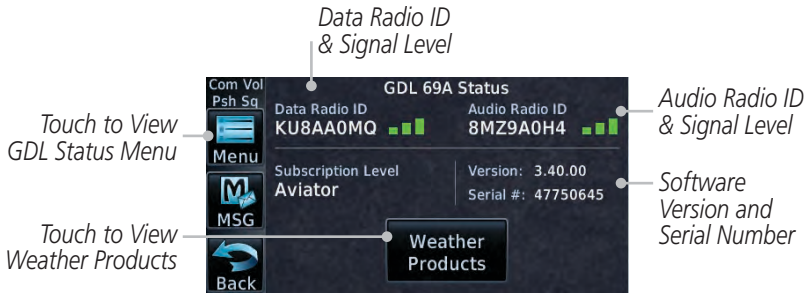 Data Radio ID
& Signal Level
Com Vol
Psh Sq
GDL 69A Status
Data Radio ID
KU8AA0MQ
Audio Radio ID
8MZ9A0H4
Audio Radio ID
& Signal Level
Touch to View
GDL Status Menu
Menu
Subscription Level
Aviator
Version: 3.40.00
Serial #: 47750645
Software
Version and
Serial Number
MSG
Touch to View
Weather Products
Weather
Products
Back